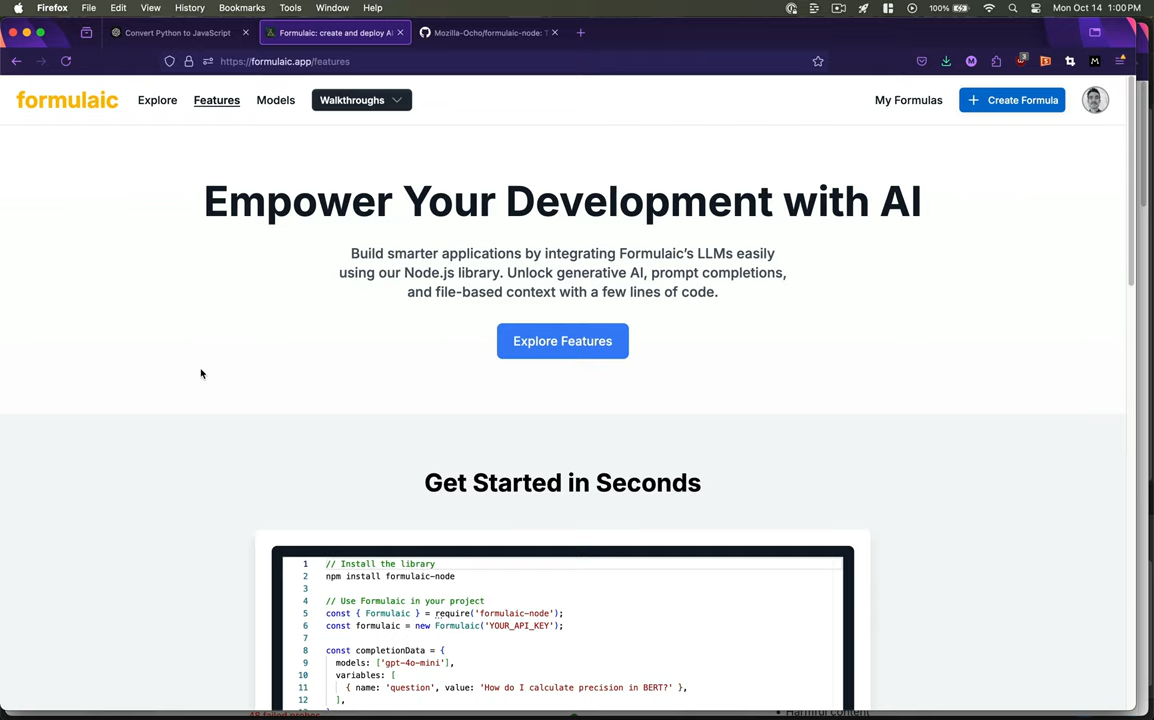 Firefox File Edit View History Bookmarks Tools Window Help 100% Mon Oct 14 1:00PM
Convert Python to JavaScript Formulaic: create and deploy AI Mozilla-Ocho/formulaic-node: T
https://formulaic.app/features
formulaic Explore Features Models Walkthroughs My Formulas Create Formula
Empower Your Development with AI
Build smarter applications by integrating Formulaic's LLMs easily
using our Node.js library. Unlock generative AI, prompt completions,
and file-based context with a few lines of code.
Explore Features
Get Started in Seconds
1 // Install the library
2 npm install formulaic-node
3
4 // Use Formulaic in your project
5 const { Formulaic } = require('formulaic-node');
6 const formulaic = new Formulaic('YOUR_API_KEY');
7
8 const completionData = {
9 models: ['gpt-4o-mini'],
10 variables: [
11 { name: 'question', value: 'How do I calculate precision in BERT?' },
12 ],
Harmful content